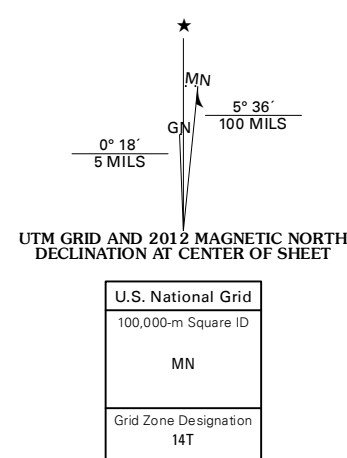 MN
5° 36´
100 MILS
GN
0° 18´
5 MILS
UTM GRID AND 2012 MAGNETIC NORTH
DECLINATION AT CENTER OF SHEET
U.S. National Grid
100,000-m Square ID
MN
Grid Zone Designation
14T